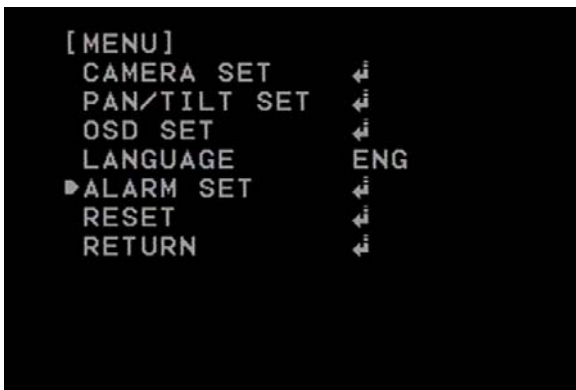 [MENU]
CAMERA SET ↲
PAN/TILT SET ↲
OSD SET ↲
LANGUAGE ENG
ALARM SET ↲
RESET ↲
RETURN ↲